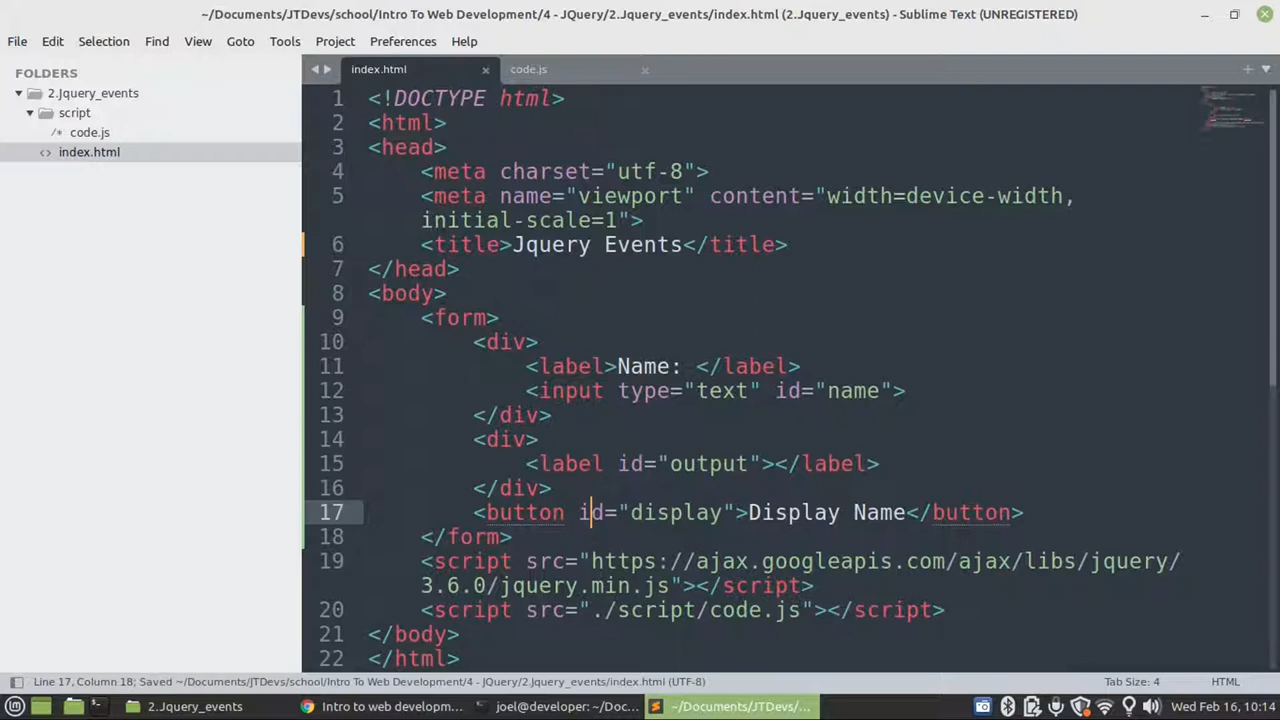 ~/Documents/JTDevs/school/Intro To Web Development/4 - JQuery/2.Jquery_events/index.html (2.Jquery_events) - Sublime Text (UNREGISTERED)
File Edit Selection Find View Goto Tools Project Preferences Help
FOLDERS
2.Jquery_events
script
/* code.js
<> index.html
index.html code.js
1 <!DOCTYPE html>
2 <html>
3 <head>
4 <meta charset="utf-8">
5 <meta name="viewport" content="width=device-width,
initial-scale=1">
6 <title>Jquery Events</title>
7 </head>
8 <body>
9 <form>
10 <div>
11 <label>Name: </label>
12 <input type="text" id="name">
13 </div>
14 <div>
15 <label id="output"></label>
16 </div>
17 <button id="display">Display Name</button>
18 </form>
19 <script src="https://ajax.googleapis.com/ajax/libs/jquery/
3.6.0/jquery.min.js"></script>
20 <script src="./script/code.js"></script>
21 </body>
22 </html>
Line 17, Column 18; Saved ~/Documents/JTDevs/school/Intro To Web Development/4 - JQuery/2.Jquery_events/index.html (UTF-8) Tab Size: 4 HTML
2.Jquery_events Intro to web developm... joel@developer: ~/Doc... ~/Documents/JTDevs/... Wed Feb 16, 10:14